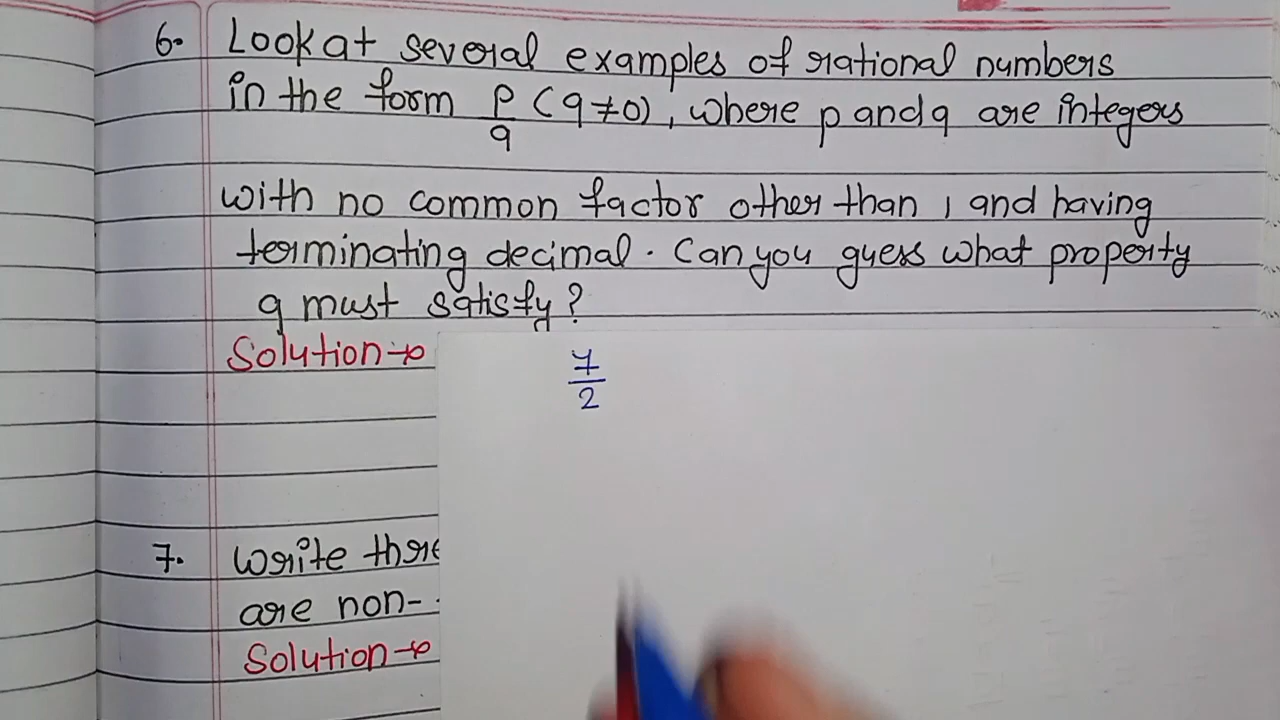 6. Look at several examples of rational numbers
in the form p/q (q≠0), where p and q are integers
with no common factor other than 1 and having
terminating decimal. Can you guess what property
q must satisfy?
Solution→
7/2
7. Write thre
are non-
Solution→